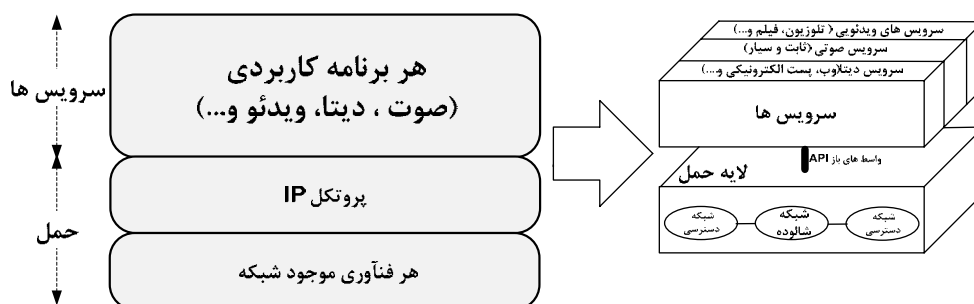 سرویس ها
حمل
هر برنامه کاربردی
(صوت ، دیتا، ویدئو و...)
پروتکل IP
هر فنآوری موجود شبکه
سرویس های ویدئویی( تلوزیون، فیلم و...)
سرویس صوتی (ثابت و سیار)
سرویس دیتا(وب، پست الکترونیکی و...)
سرویس ها
واسط های باز API
لایه حمل
شبکه
دسترسی
شبکه
شالوده
شبکه
دسترسی